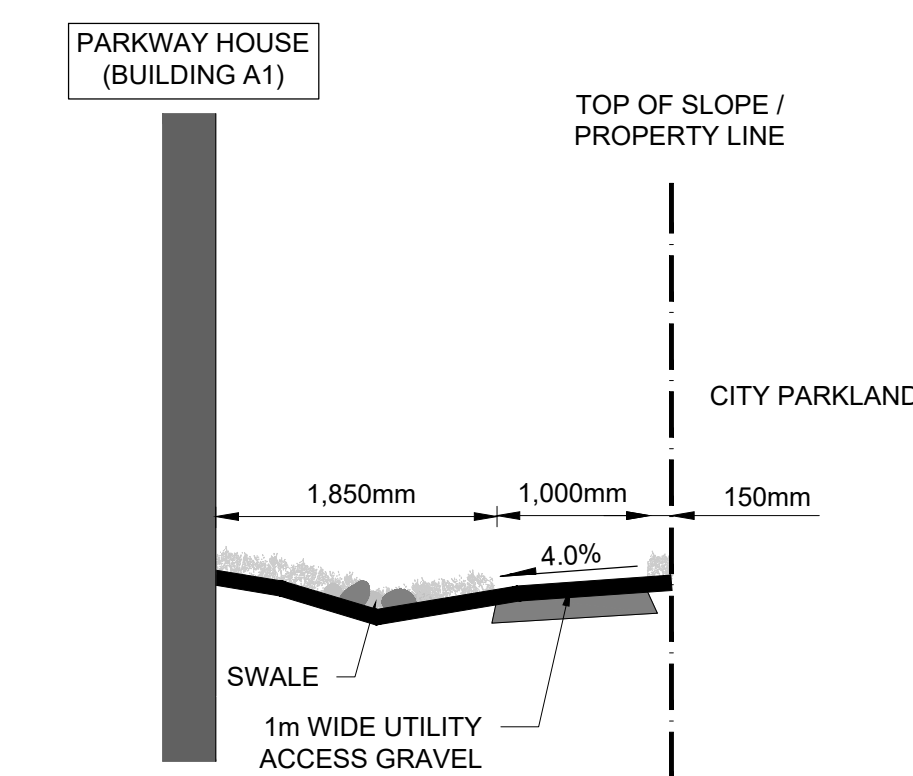 PARKWAY HOUSE
(BUILDING A1)
TOP OF SLOPE /
PROPERTY LINE
CITY PARKLAND
1,850mm
1,000mm
150mm
4.0%
SWALE
1m WIDE UTILITY
ACCESS GRAVEL